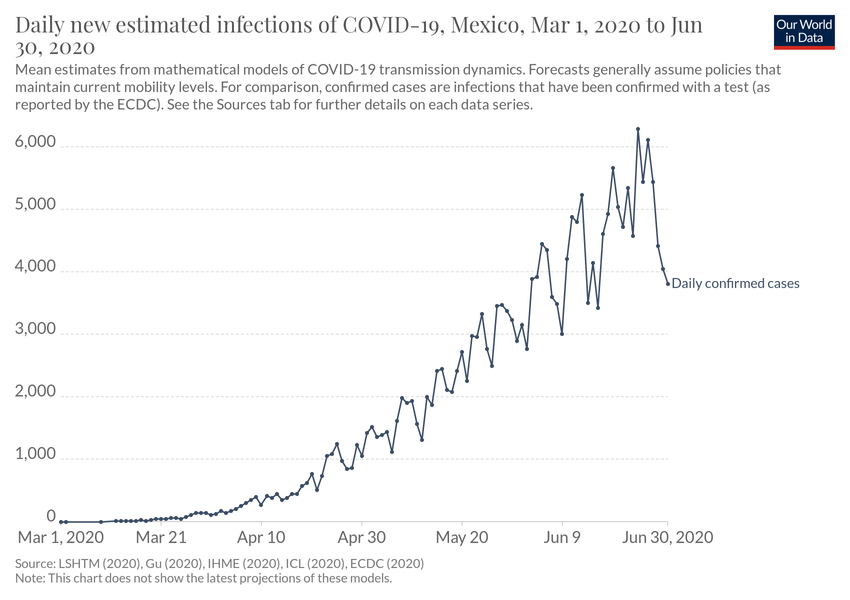 Daily new estimated infections of COVID-19, Mexico, Mar 1, 2020 to Jun
30, 2020
Our World
in Data
Mean estimates from mathematical models of COVID-19 transmission dynamics. Forecasts generally assume policies that
maintain current mobility levels. For comparison, confirmed cases are infections that have been confirmed with a test (as
reported by the ECDC). See the Sources tab for further details on each data series.
6,000
5,000
4,000
Daily confirmed cases
3,000
2,000
1,000
0
Mar 1, 2020 Mar 21 Apr 10 Apr 30 May 20 Jun 9 Jun 30, 2020
Source: LSHTM (2020), Gu (2020), IHME (2020), ICL (2020), ECDC (2020)
Note: This chart does not show the latest projections of these models.